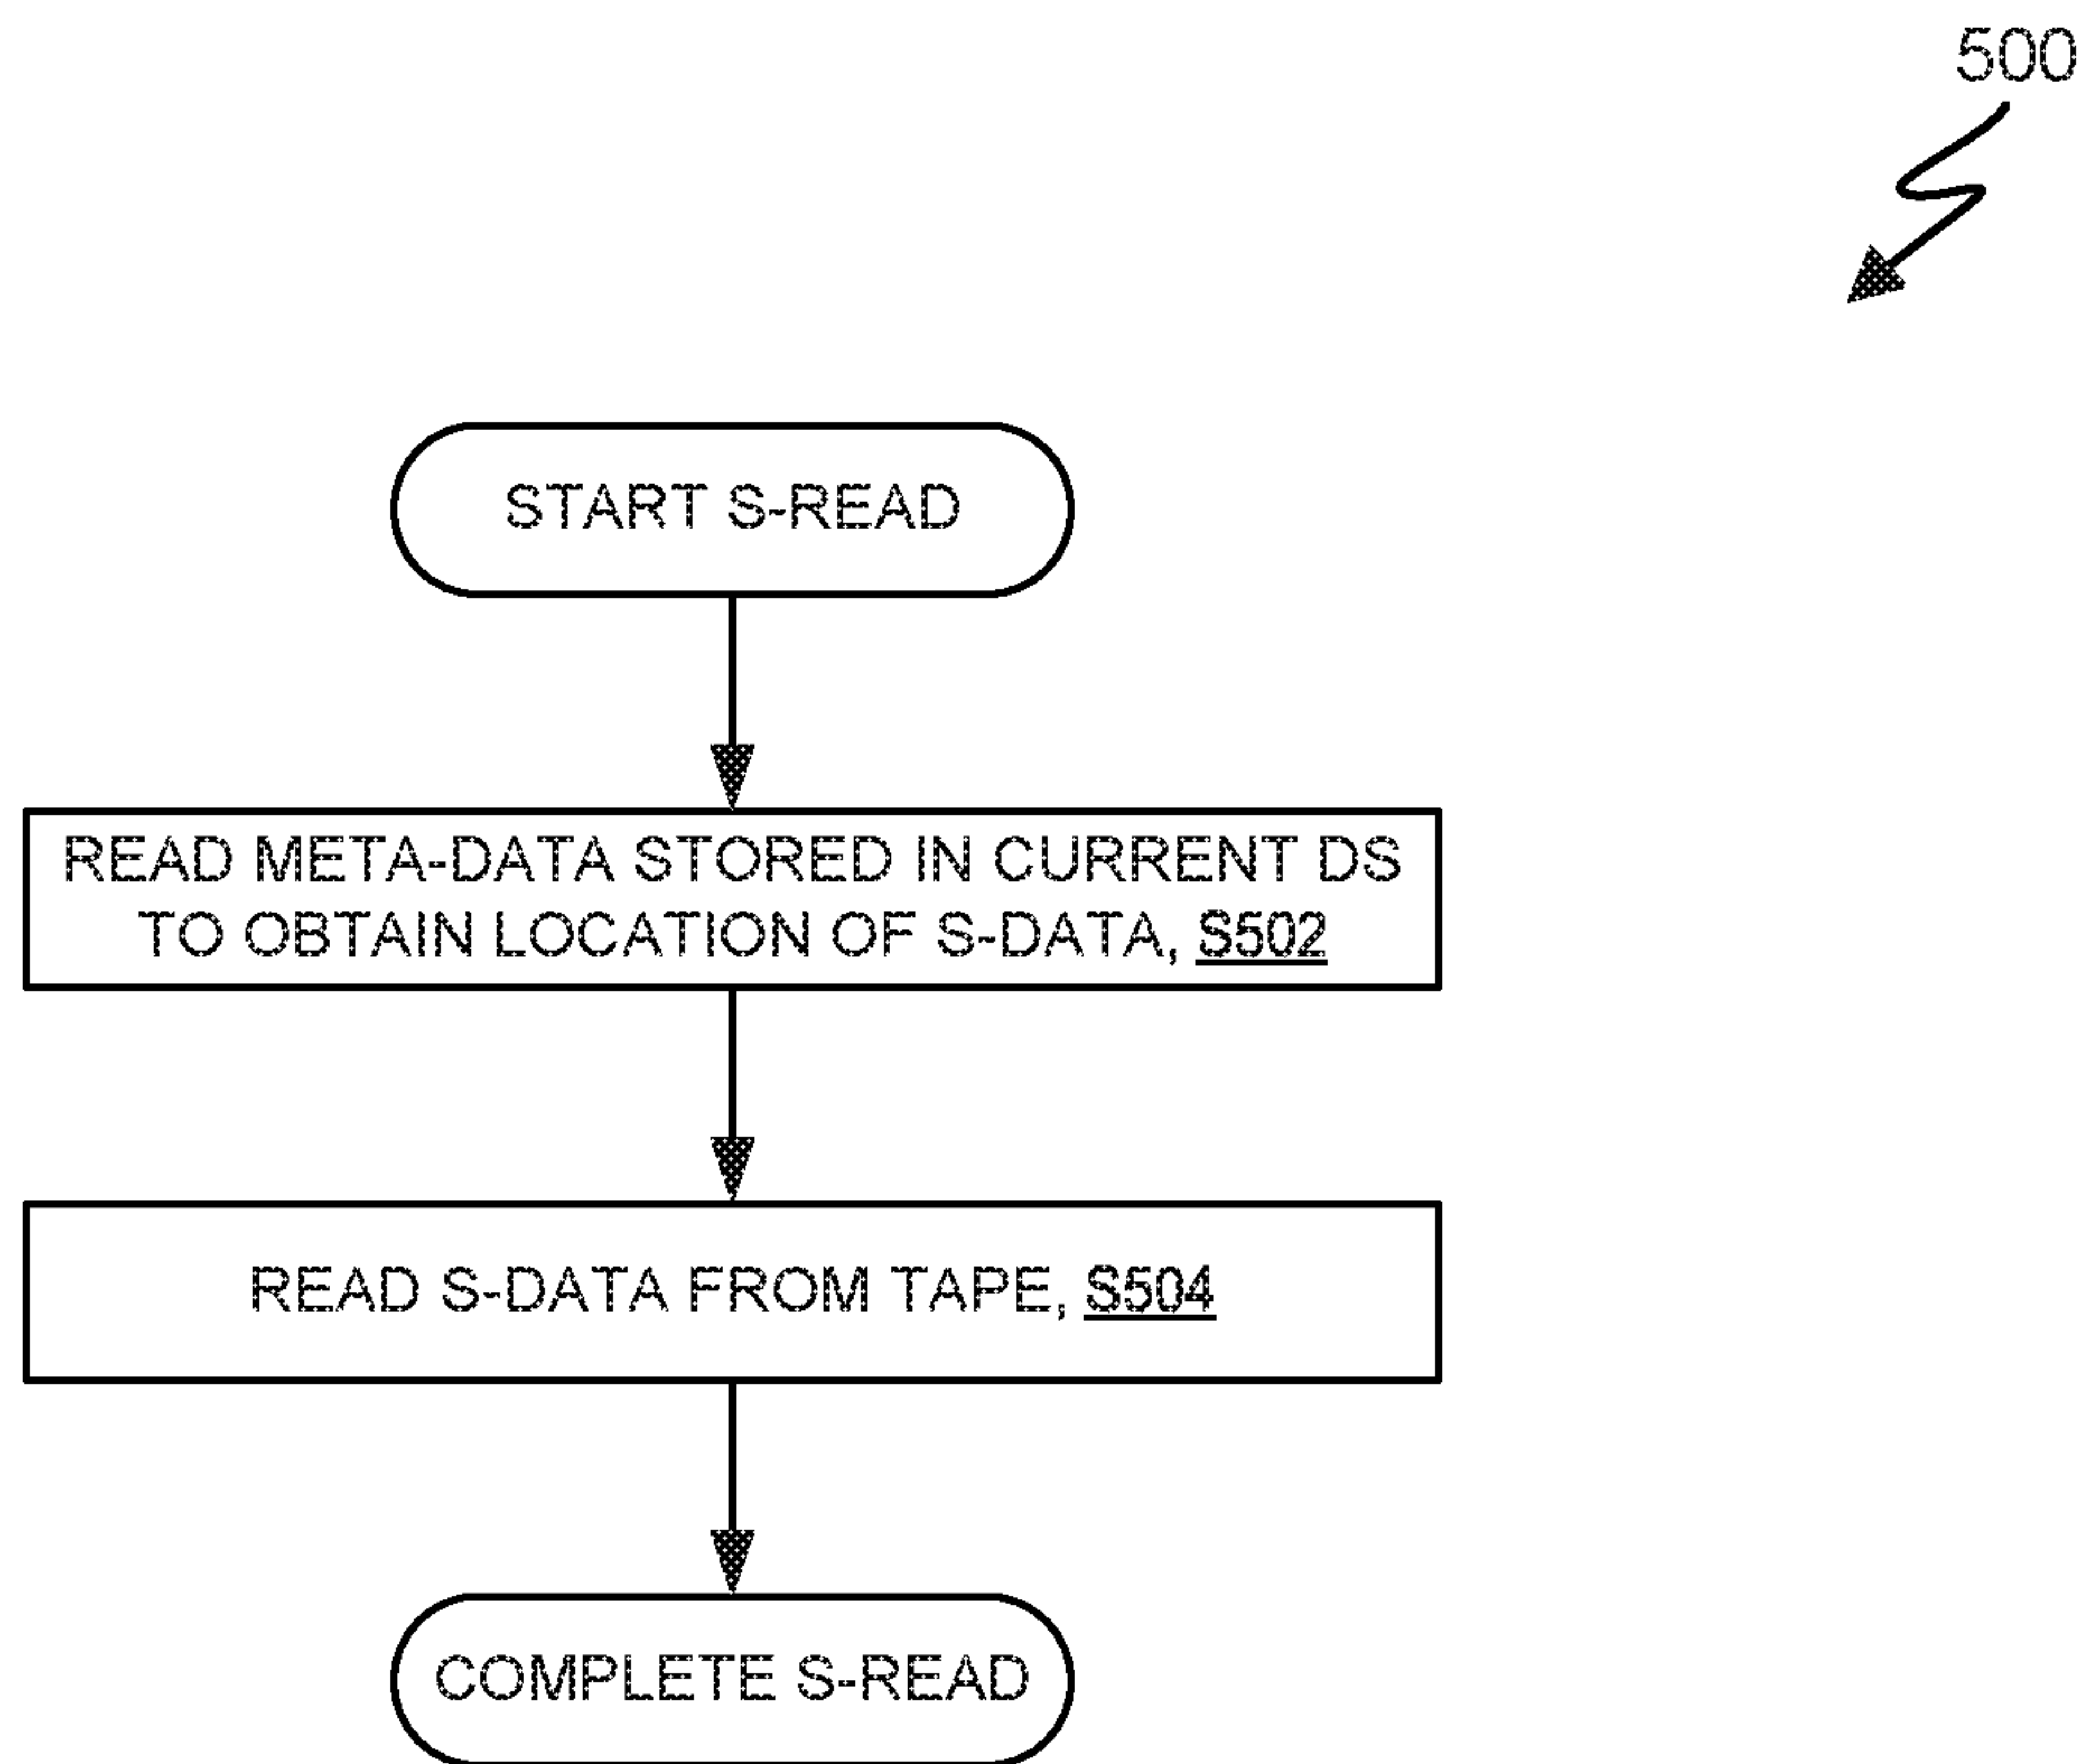 500
START S-READ
READ META-DATA STORED IN CURRENT DS
TO OBTAIN LOCATION OF S-DATA, S502
READ S-DATA FROM TAPE, S504
COMPLETE S-READ